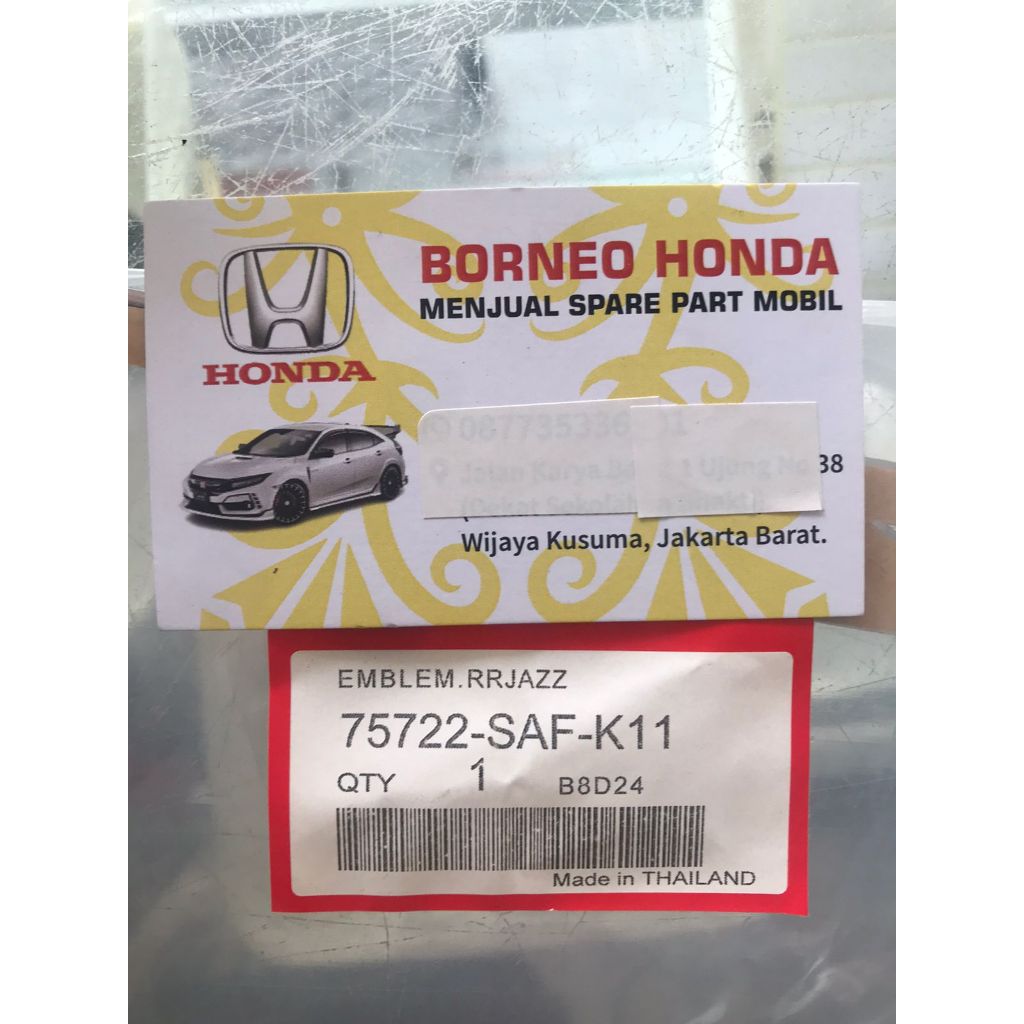 BORNEO HONDA
MENJUAL SPARE PART MOBIL
HONDA
38
Wijaya Kusuma, Jakarta Barat.
EMBLEM.RRJAZZ
75722-SAF-K11
QTY 1 B8D24
Made in THAILAND